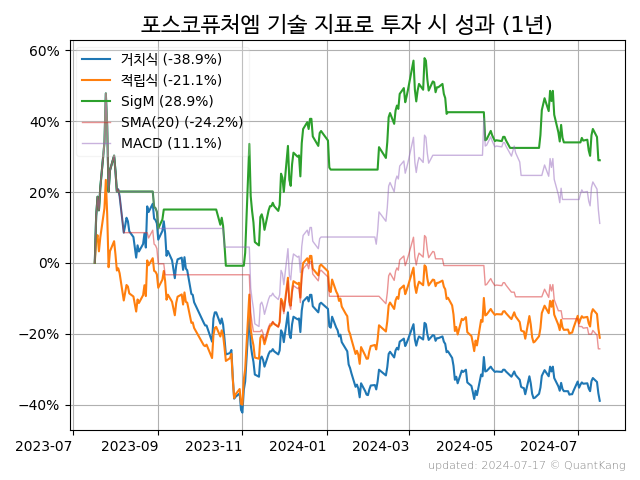 포스코퓨처엠 기술 지표로 투자 시 성과 (1년)
거치식 (-38.9%)
적립식 (-21.1%)
SigM (28.9%)
SMA(20) (-24.2%)
MACD (11.1%)
60%
40%
20%
0%
−20%
−40%
2023-07 2023-09 2023-11 2024-01 2024-03 2024-05 2024-07
updated: 2024-07-17 © QuantKang